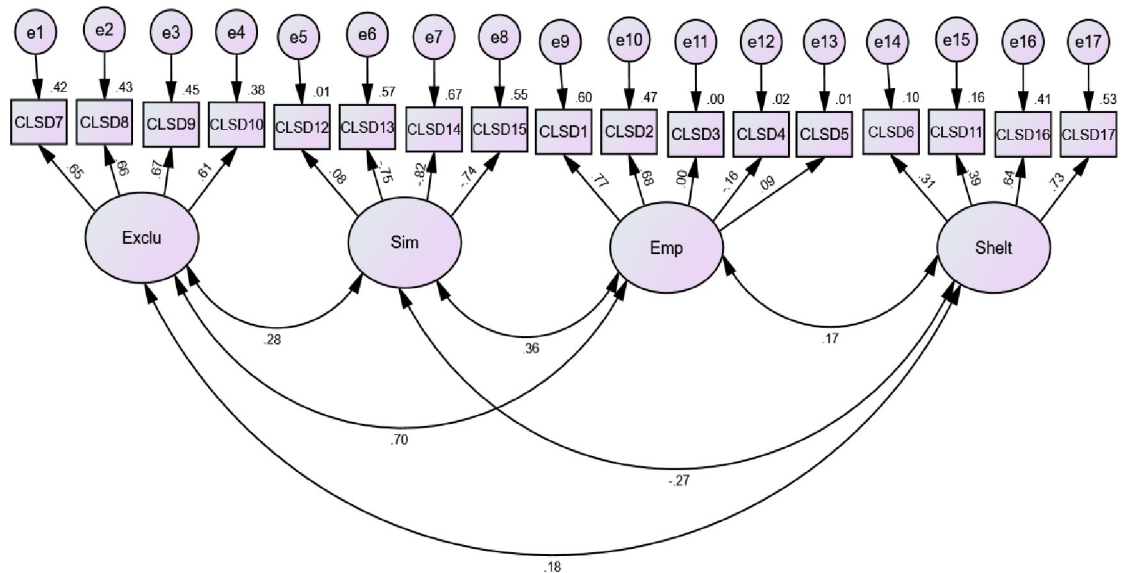 e1 e2 e3 e4 e5 e6 e7 e8 e9 e10 e11 e12 e13 e14 e15 e16 e17
.42 .43 .45 .38 .01 .57 .67 .55 .60 .47 .00 .02 .01 .10 .16 .41 .53
CLSD7 CLSD8 CLSD9 CLSD10 CLSD12 CLSD13 CLSD14 CLSD15 CLSD1 CLSD2 CLSD3 CLSD4 CLSD5 CLSD6 CLSD11 CLSD16 CLSD17
.65 .66 .67 .61 .08 -.75 -.82 -.74 .77 .68 .00 -.16 .09 .31 .39 .64 .73
Exclu Sim Emp Shelt
.28 .36 .17
.70
-.27
.18